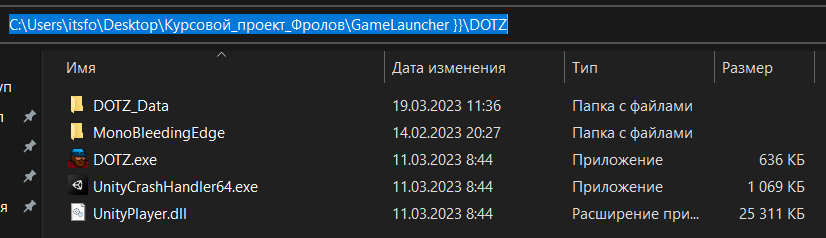 C:\Users\itsfo\Desktop\Курсовой_проект_Фролов\GameLauncher }}\DOTZ
Имя Дата изменения Тип Размер
DOTZ_Data 19.03.2023 11:36 Папка с файлами
MonoBleedingEdge 14.02.2023 20:27 Папка с файлами
DOTZ.exe 11.03.2023 8:44 Приложение 636 КБ
UnityCrashHandler64.exe 11.03.2023 8:44 Приложение 1 069 КБ
UnityPlayer.dll 11.03.2023 8:44 Расширение при... 25 311 КБ